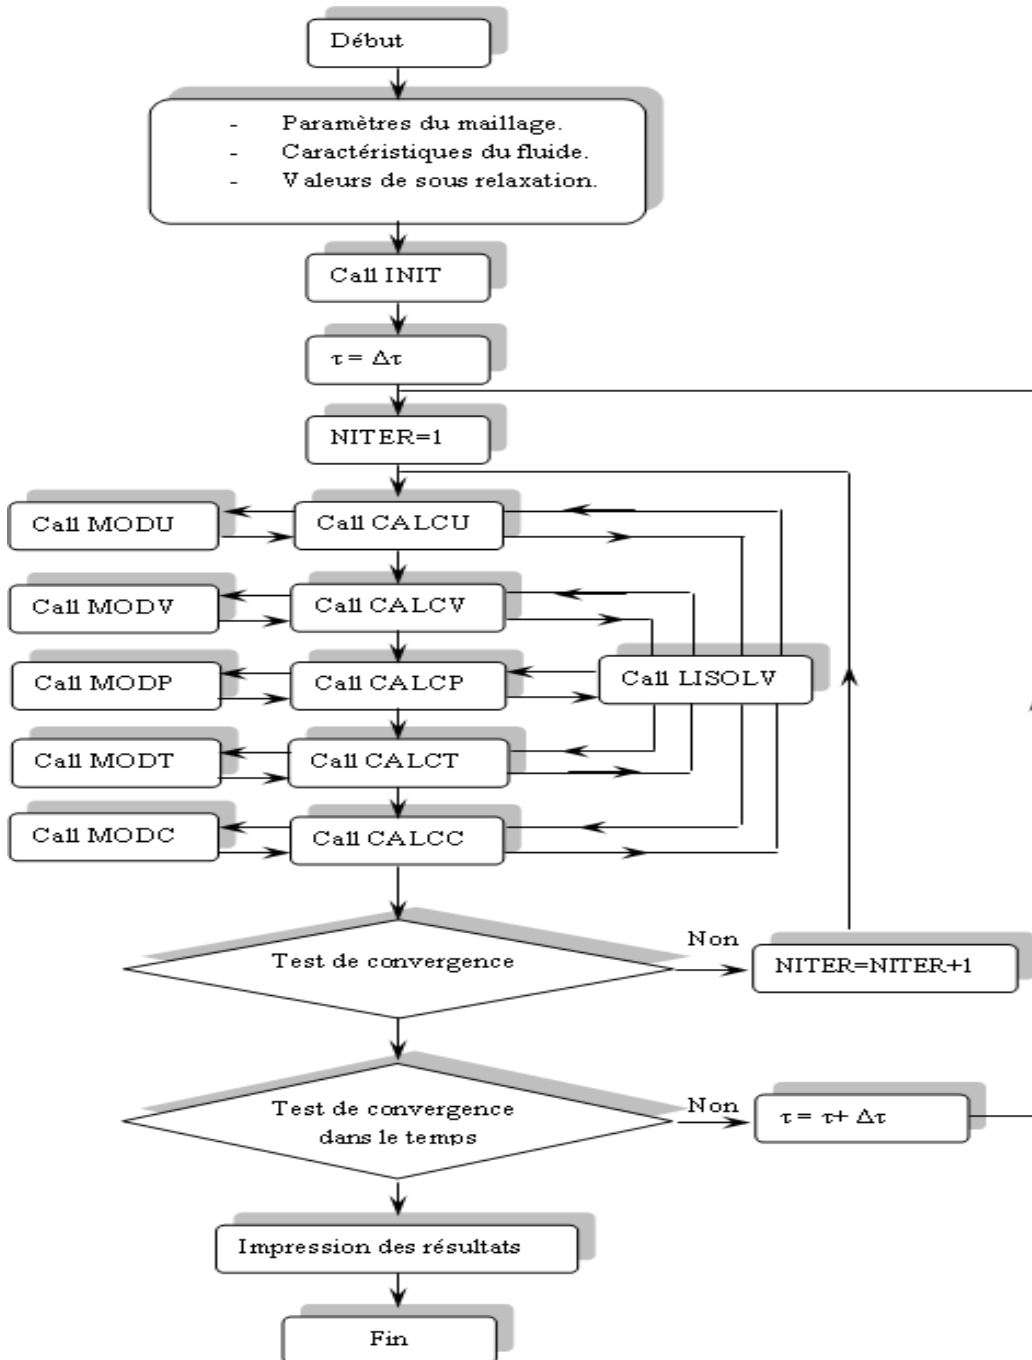 Début
- Paramètres du maillage.
- Caractéristiques du fluide.
- Valeurs de sous relaxation.
Call INIT
τ = Δτ
NITER=1
Call MODU
Call CALCU
Call MODV
Call CALCV
Call MODP
Call CALCP
Call LISOLV
Call MODT
Call CALCT
Call MODC
Call CALCC
Test de convergence
Non
NITER=NITER+1
Test de convergence
dans le temps
Non
τ = τ+ Δτ
Impression des résultats
Fin